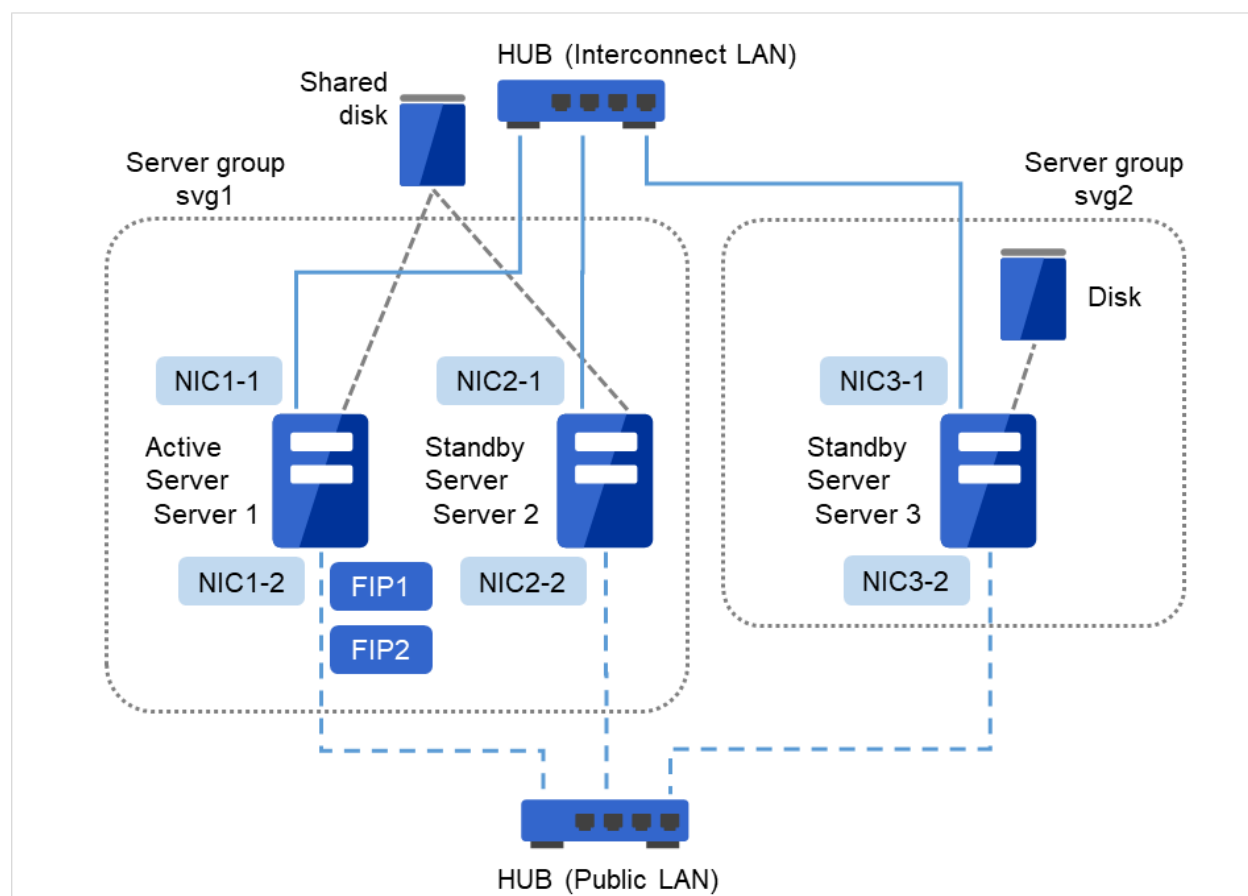 HUB (Interconnect LAN)
Shared
disk
Server group
svg1
Server group
svg2
Disk
NIC1-1
NIC2-1
NIC3-1
Active
Server
Server 1
Standby
Server
Server 2
Standby
Server
Server 3
NIC1-2
FIP1
NIC2-2
NIC3-2
FIP2
HUB (Public LAN)